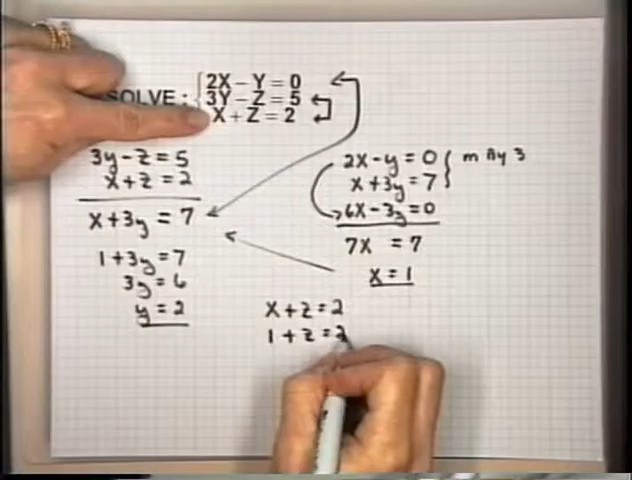 SOLVE : 2X – Y = 0
3Y – Z = 5
X + Z = 2
3y – z = 5
x + z = 2
x + 3y = 7
1 + 3y = 7
3y = 6
y = 2
2x – y = 0
x + 3y = 7
m By 3
6x – 3y = 0
7x = 7
x = 1
x + z = 2
1 + z = 2